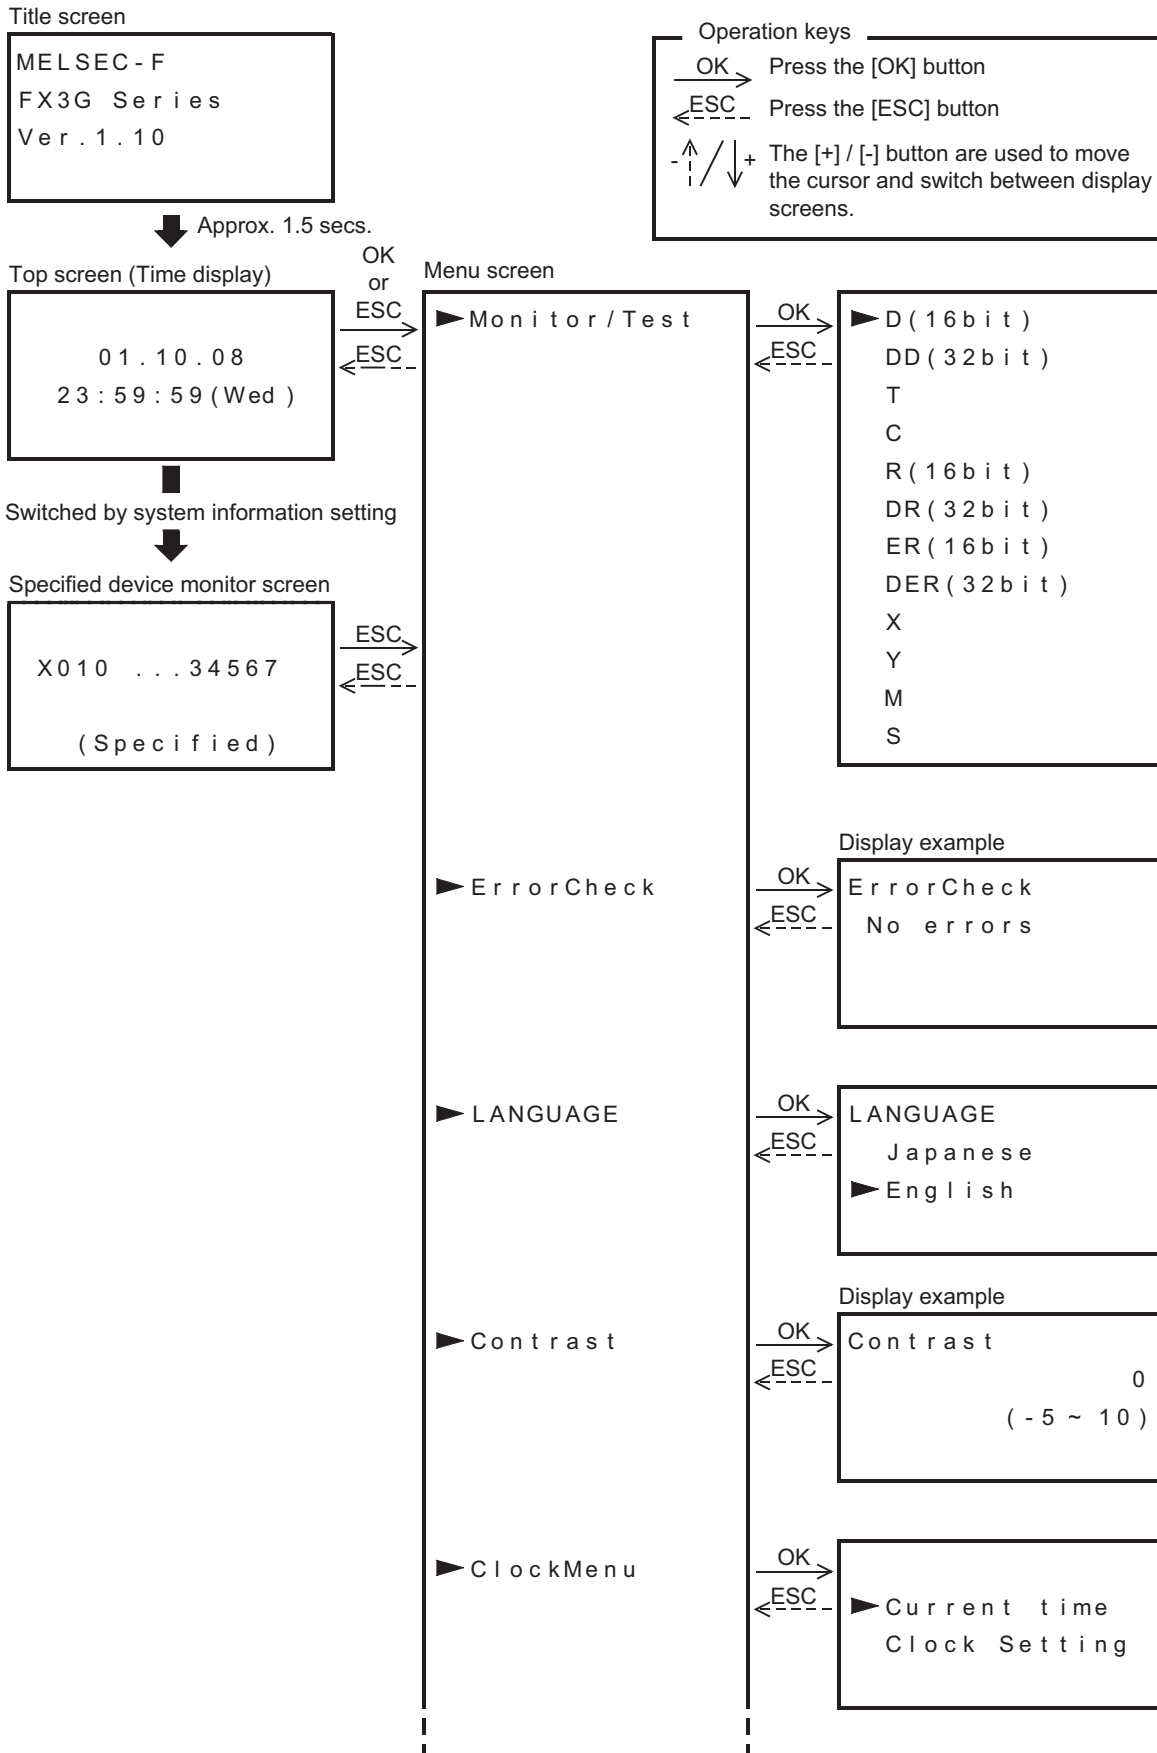 Title screen
MELSEC-F
FX3G Series
Ver.1.10
Operation keys
OK Press the [OK] button
ESC Press the [ESC] button
- / + The [+] / [-] button are used to move
the cursor and switch between display
screens.
Approx. 1.5 secs.
Top screen (Time display)
01.10.08
23:59:59(Wed)
OK
or
ESC
ESC
Switched by system information setting
Specified device monitor screen
X010 ...34567
(Specified)
ESC
ESC
Menu screen
Monitor/Test
OK
ESC
D(16bit)
DD(32bit)
T
C
R(16bit)
DR(32bit)
ER(16bit)
DER(32bit)
X
Y
M
S
ErrorCheck
OK
ESC
Display example
ErrorCheck
No errors
LANGUAGE
OK
ESC
LANGUAGE
Japanese
English
Contrast
OK
ESC
Display example
Contrast
0
(-5 ~ 10)
ClockMenu
OK
ESC
Current time
Clock Setting